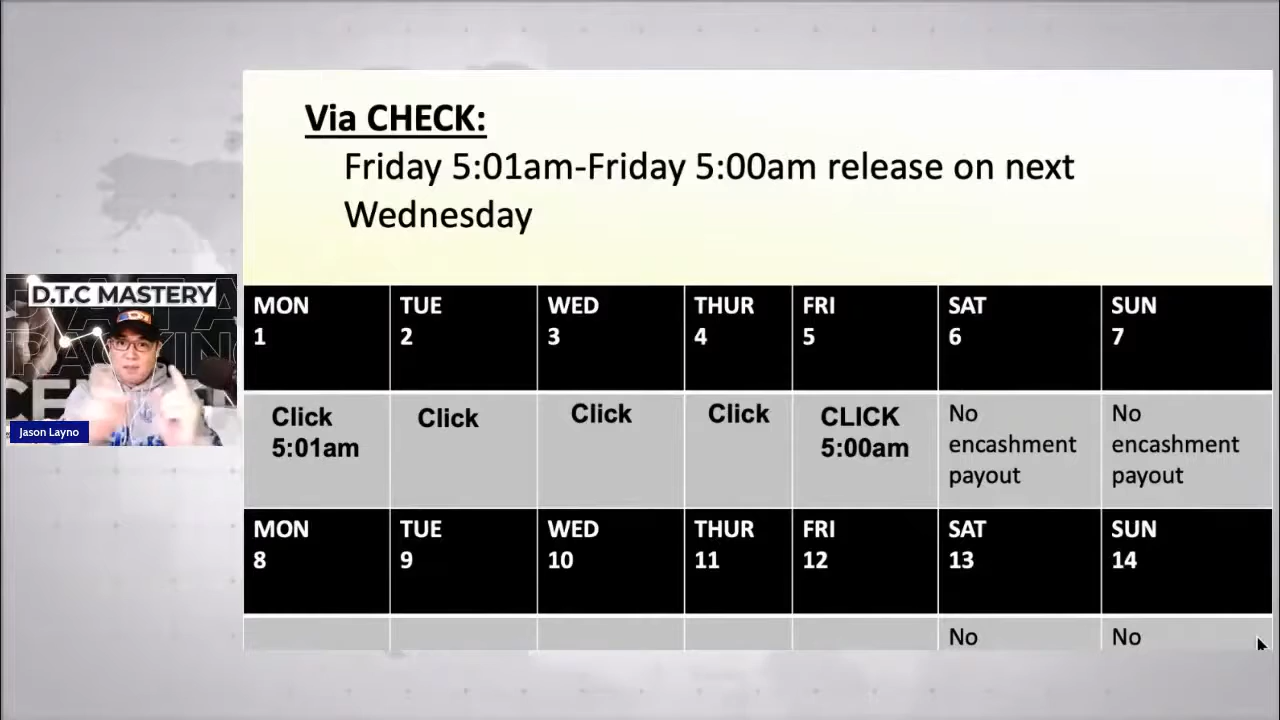 Via CHECK:
Friday 5:01am-Friday 5:00am release on next
Wednesday
D.T.C MASTERY
Jason Layno
MON TUE WED THUR FRI SAT SUN
1 2 3 4 5 6 7
Click Click Click Click CLICK No No
5:01am 5:00am encashment encashment
payout payout
MON TUE WED THUR FRI SAT SUN
8 9 10 11 12 13 14
No No